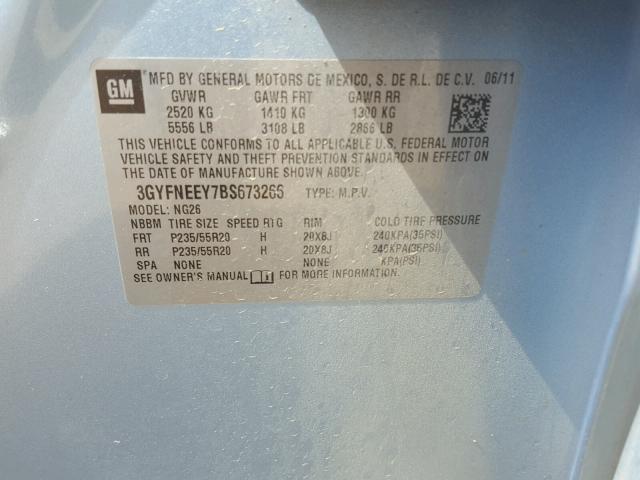 GM
MFD BY GENERAL MOTORS DE MEXICO, S. DE R.L. DE C.V. 06/11
GVWR GAWR FRT GAWR RR
2520 KG 1410 KG 1300 KG
5556 LB 3108 LB 2866 LB
THIS VEHICLE CONFORMS TO ALL APPLICABLE U.S. FEDERAL MOTOR
VEHICLE SAFETY AND THEFT PREVENTION STANDARDS IN EFFECT ON
THE DATE OF MANUFACTURE SHOWN ABOVE.
3GYFNEEY7BS673265 TYPE: M.P.V.
MODEL: NG26
NBBM TIRE SIZE SPEED RTG RIM COLD TIRE PRESSURE
FRT P235/55R20 H 20X8J 240KPA(35PSI)
RR P235/55R20 H 20X8J 240KPA(35PSI)
SPA NONE NONE KPA(PSI)
SEE OWNER'S MANUAL FOR MORE INFORMATION.